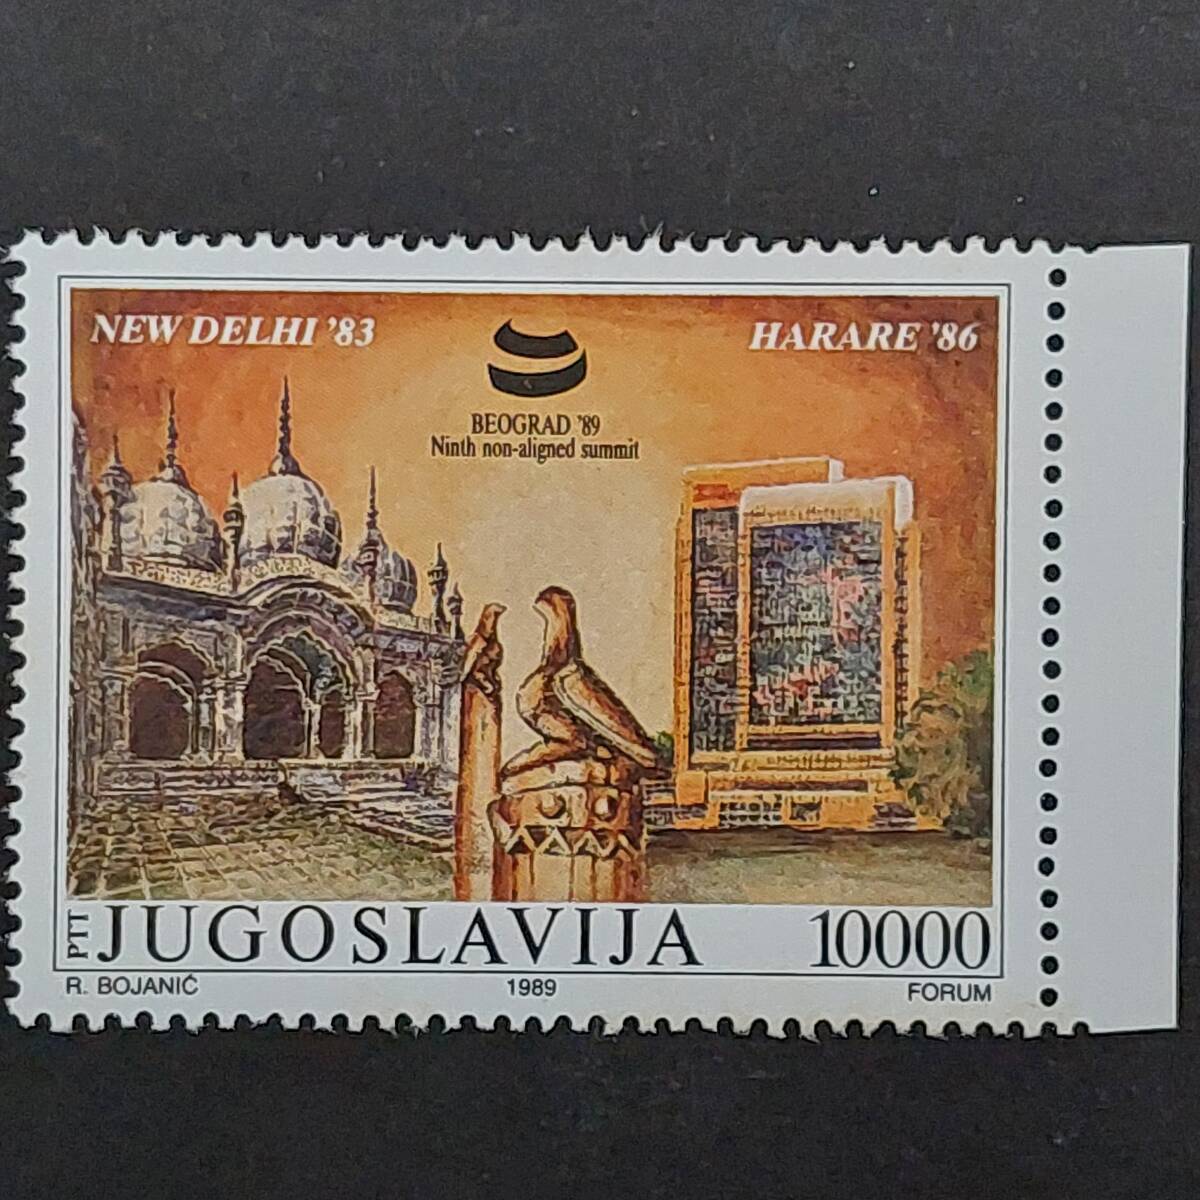 NEW DELHI '83
HARARE '86
BEOGRAD '89
Ninth non-aligned summit
PTT JUGOSLAVIJA 10000
R. BOJANIĆ 1989 FORUM